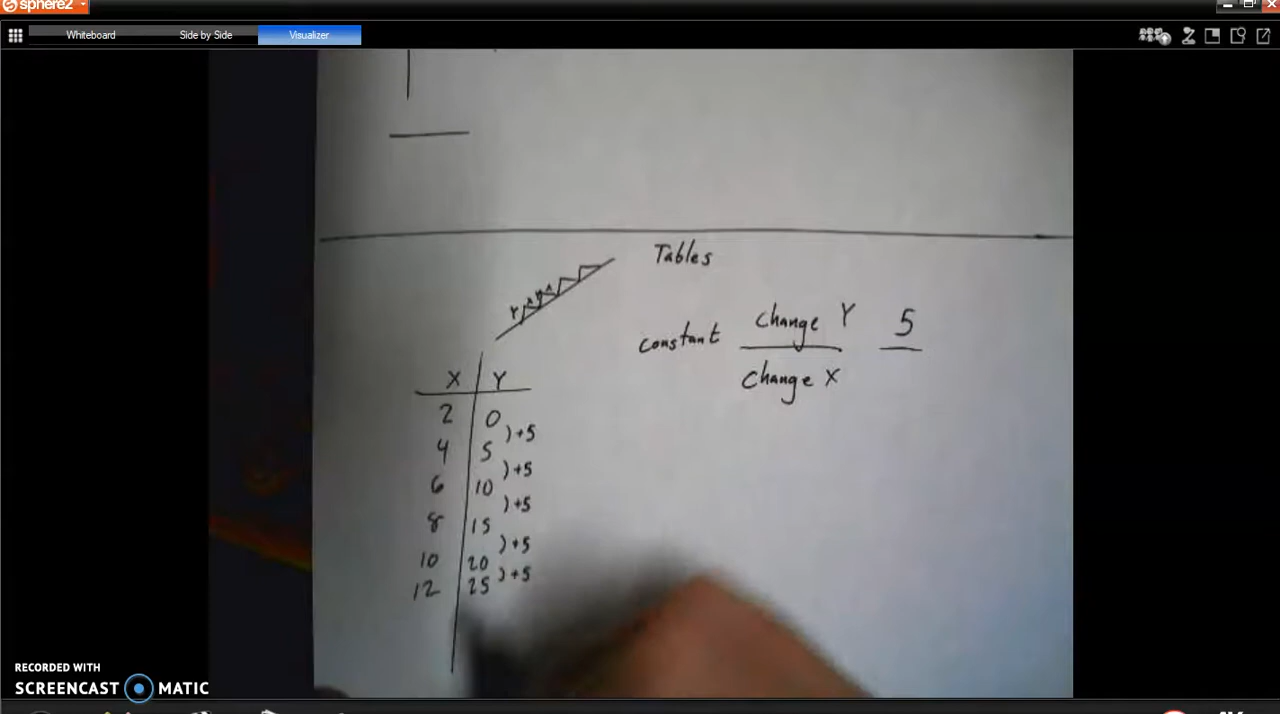 sphere2
Whiteboard Side by Side Visualizer
Tables
Y X Y X
constant Change Y 5
Change X
X Y
2 0
)+5
4 5
)+5
6 10
)+5
8 15
)+5
10 20
)+5
12 25
RECORDED WITH
SCREENCAST MATIC